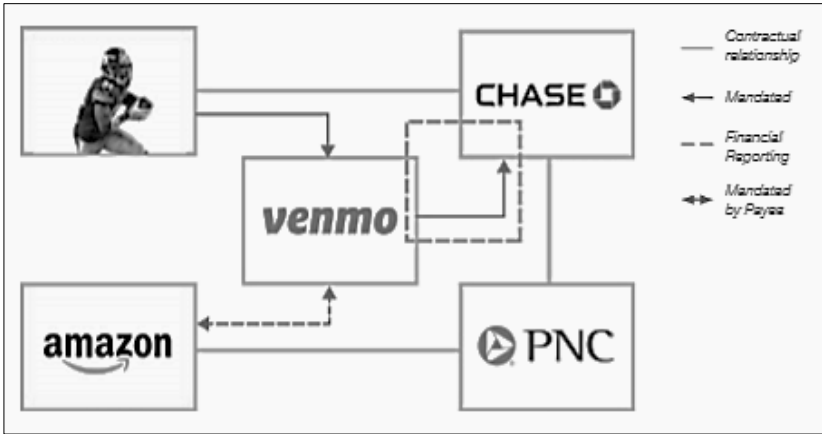 CHASE
venmo
amazon
PNC
Contractual
relationship
Mandated
Financial
Reporting
Mandated
by Payee